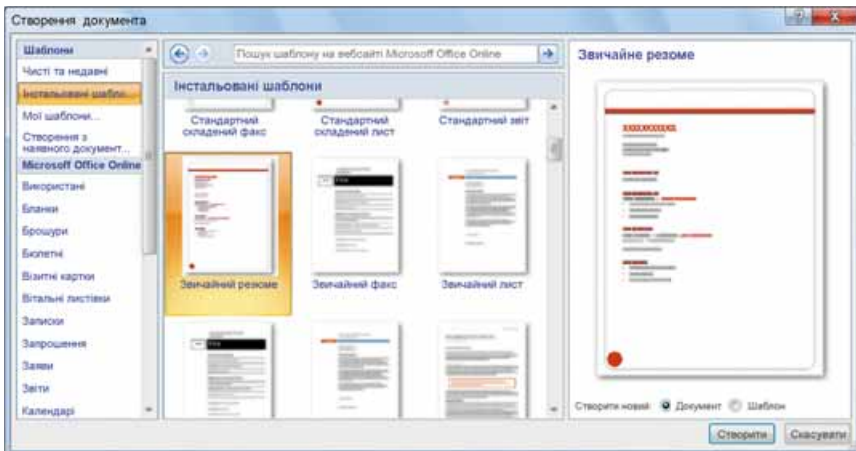 Створення документа
Шаблони
Чисті та недавні
Інстальовані шабло...
Мої шаблони...
Створення з
наявного документ...
Microsoft Office Online
Використані
Бланки
Брошури
Бюлетні
Візитні картки
Вітальні листівки
Записки
Запрошення
Заяви
Звіти
Календарі
Пошук шаблону на вебсайті Microsoft Office Online
Інстальовані шаблони
Стандартний
складений факс
Стандартний
складений лист
Стандартний звіт
Звичайний резюме
Звичайний факс
Звичайний лист
Звичайне резюме
Створити новий: Документ Шаблон
Створити Скасувати